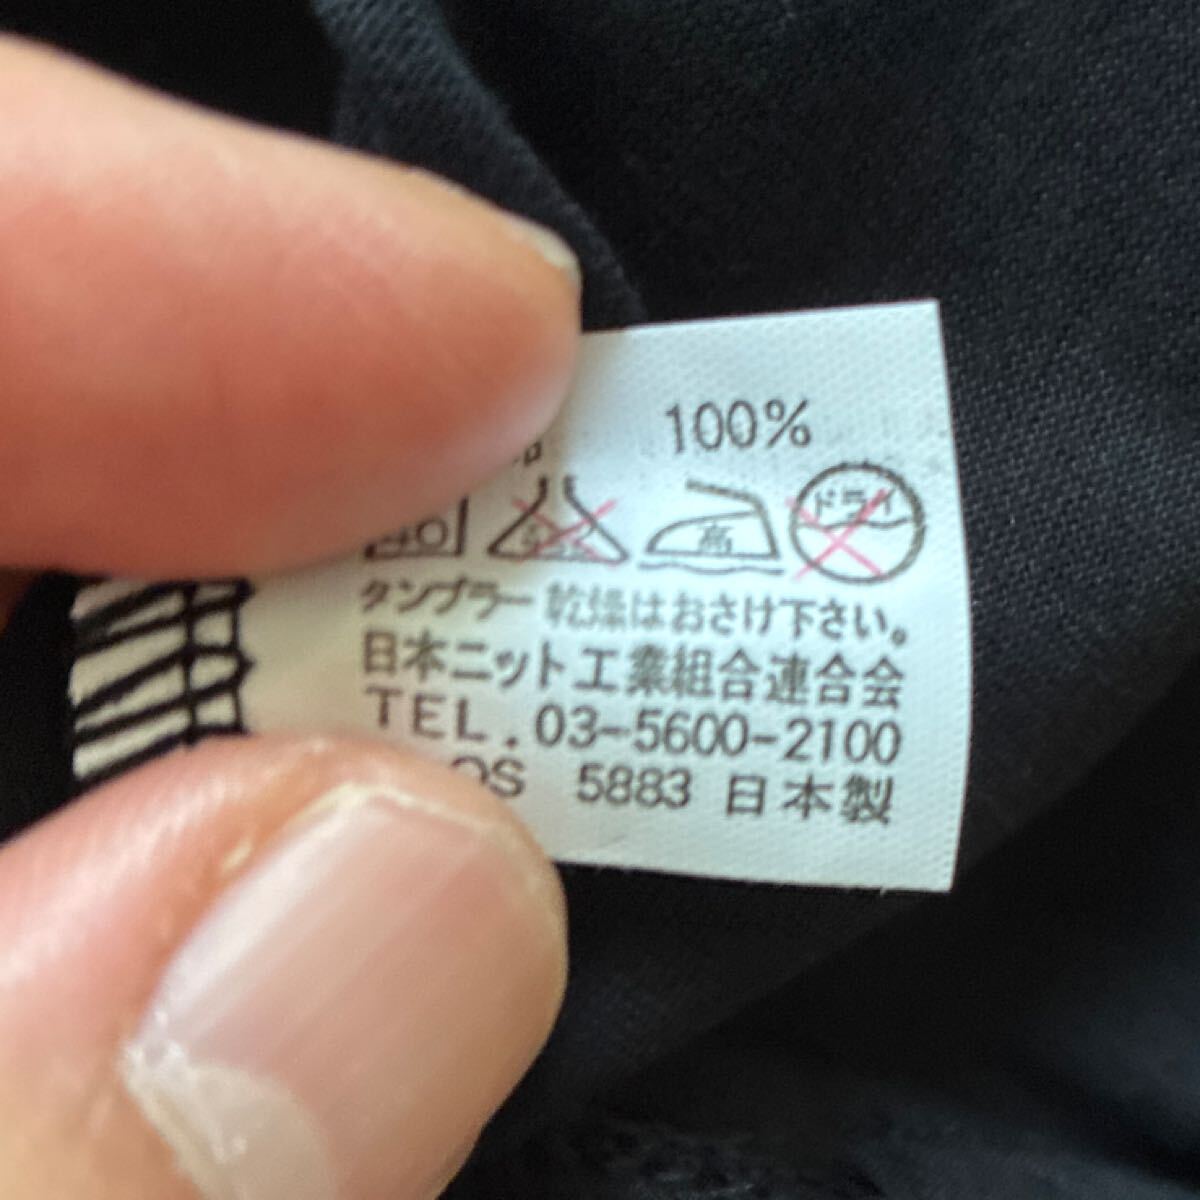 100%
40 高 ドライ
タンブラー乾燥はおさけ下さい。
日本ニット工業組合連合会
TEL.03-5600-2100
5883 日本製